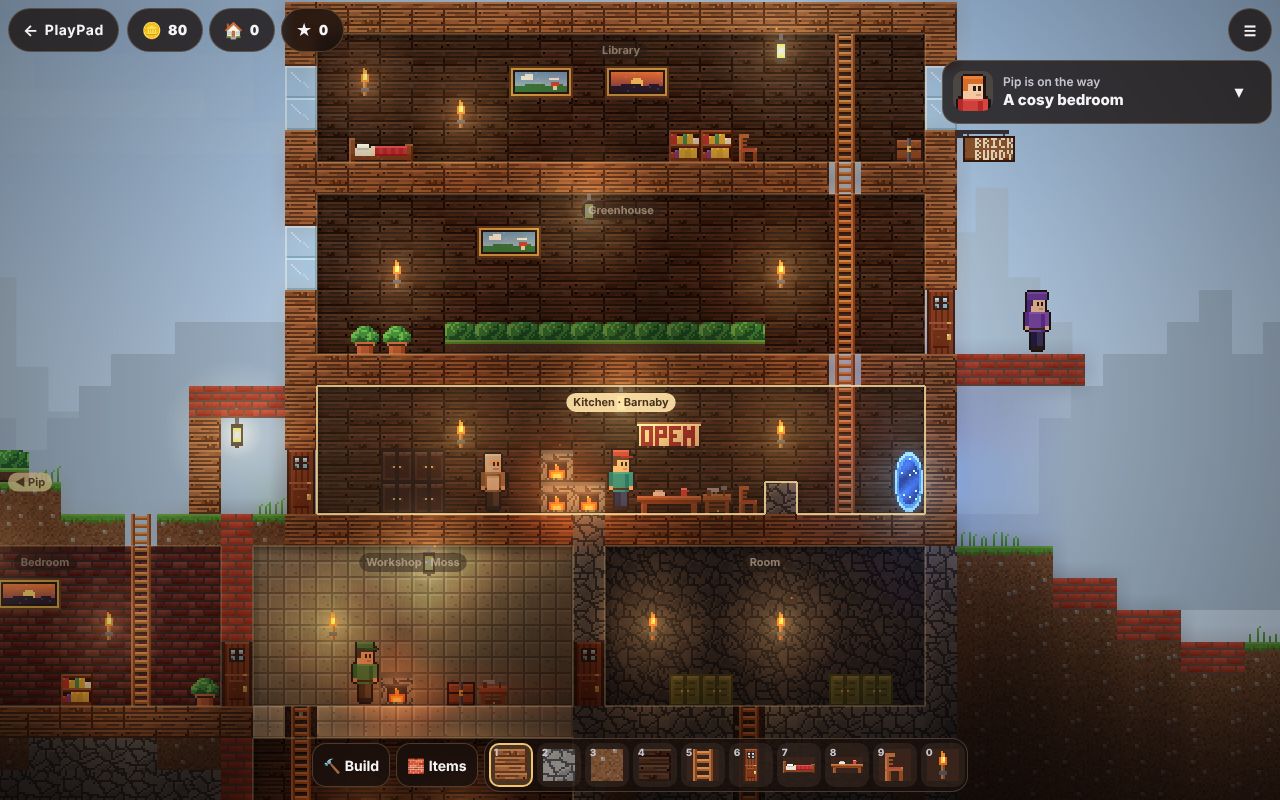 ← PlayPad
80
0
★ 0
Library
Pip is on the way
A cosy bedroom
BRICK
BUDDY
Greenhouse
Kitchen · Barnaby
OPEN
◀ Pip
Bedroom
Workshop · Moss
Room
Build
Items
1
2
3
4
5
6
7
8
9
0